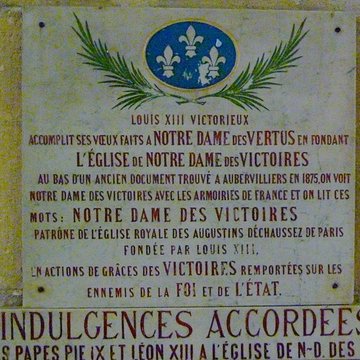 LOUIS XIII VICTORIEUX
ACCOMPLIT SES VŒUX FAITS A NOTRE DAME DES VERTUS EN FONDANT
L'ÉGLISE DE NOTRE DAME DES VICTOIRES
AU BAS D'UN ANCIEN DOCUMENT TROUVÉ A AUBERVILLIERS EN 1875, ON VOIT
NOTRE DAME DES VICTOIRES AVEC LES ARMOIRIES DE FRANCE ET ON LIT CES
MOTS: NOTRE DAME DES VICTOIRES
PATRÔNE DE L'ÉGLISE ROYALE DES AUGUSTINS DÉCHAUSSEZ DE PARIS
FONDÉE PAR LOUIS XIII,
EN ACTIONS DE GRÂCES DES VICTOIRES REMPORTÉES SUR LES
ENNEMIS DE LA FOI ET DE L'ÉTAT.
INDULGENCES ACCORDÉES
S PAPES PIE IX ET LÉON XIII A L'ÉGLISE DE N-D. DES